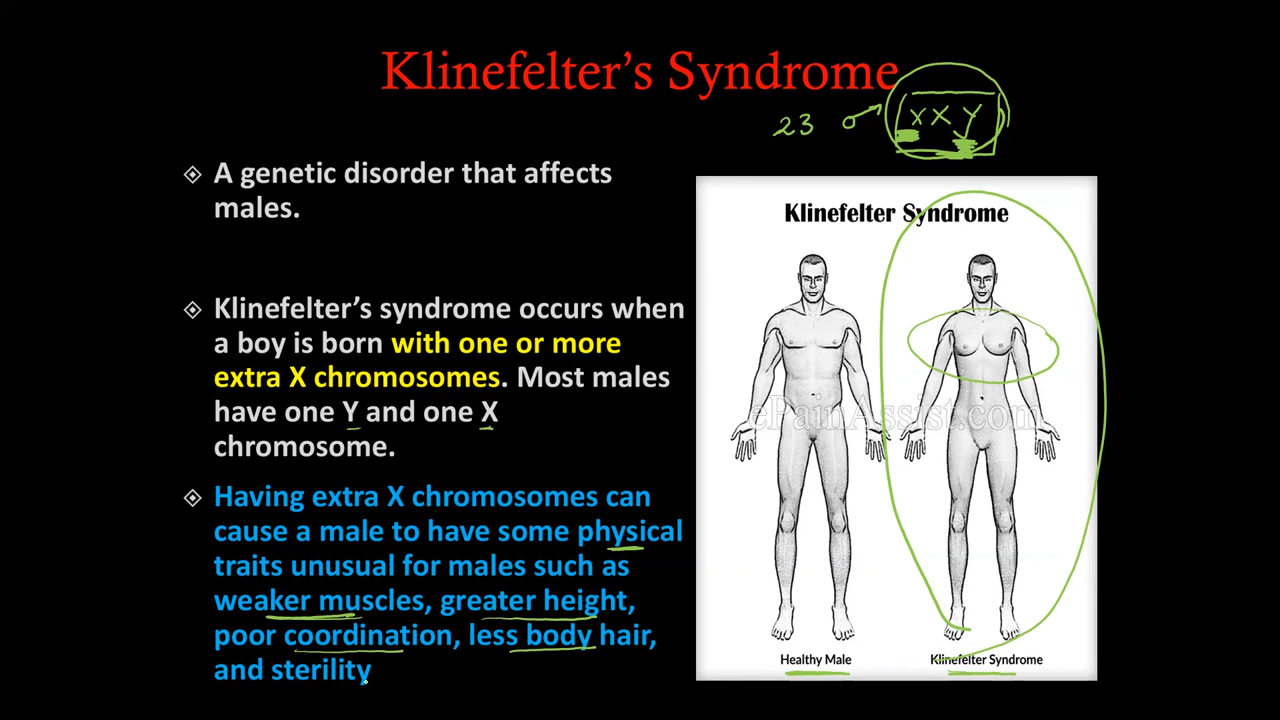 Klinefelter's Syndrome
23 ♂ XXY
A genetic disorder that affects
males.
Klinefelter's syndrome occurs when
a boy is born with one or more
extra X chromosomes. Most males
have one Y and one X
chromosome.
Having extra X chromosomes can
cause a male to have some physical
traits unusual for males such as
weaker muscles, greater height,
poor coordination, less body hair,
and sterility
Klinefelter Syndrome
ePainAssist.com
Healthy Male
Klinefelter Syndrome